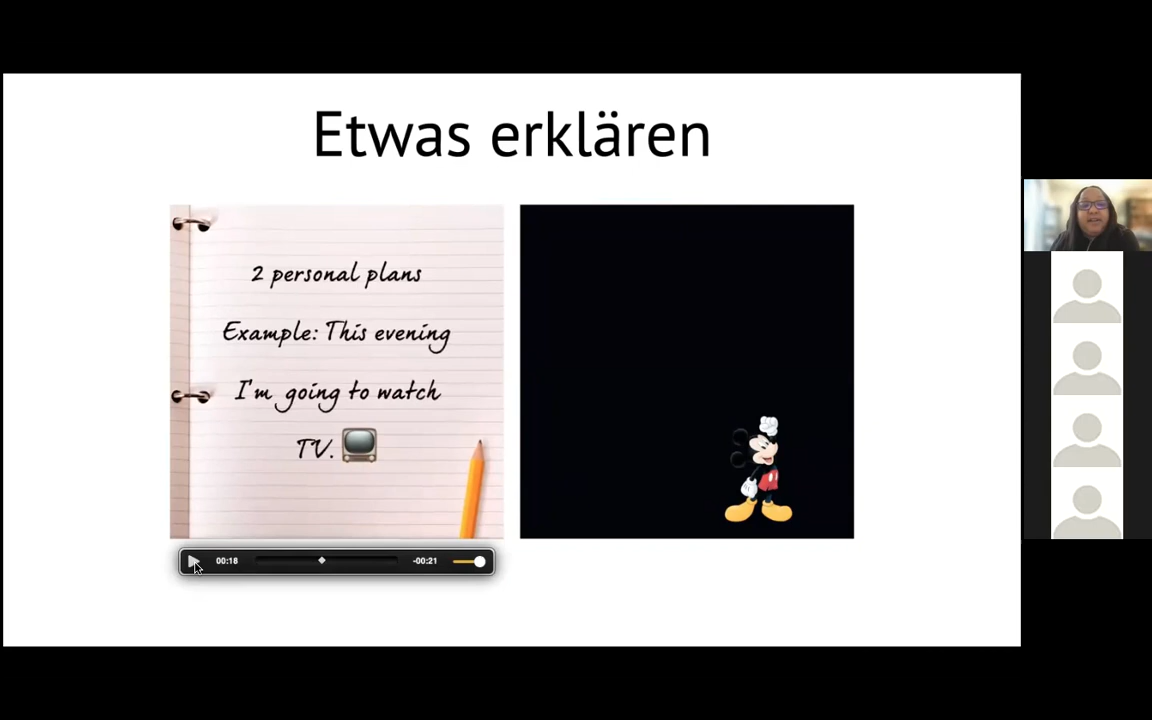 Etwas erklären
2 personal plans
Example: This evening
I'm going to watch
TV.
00:18
-00:21